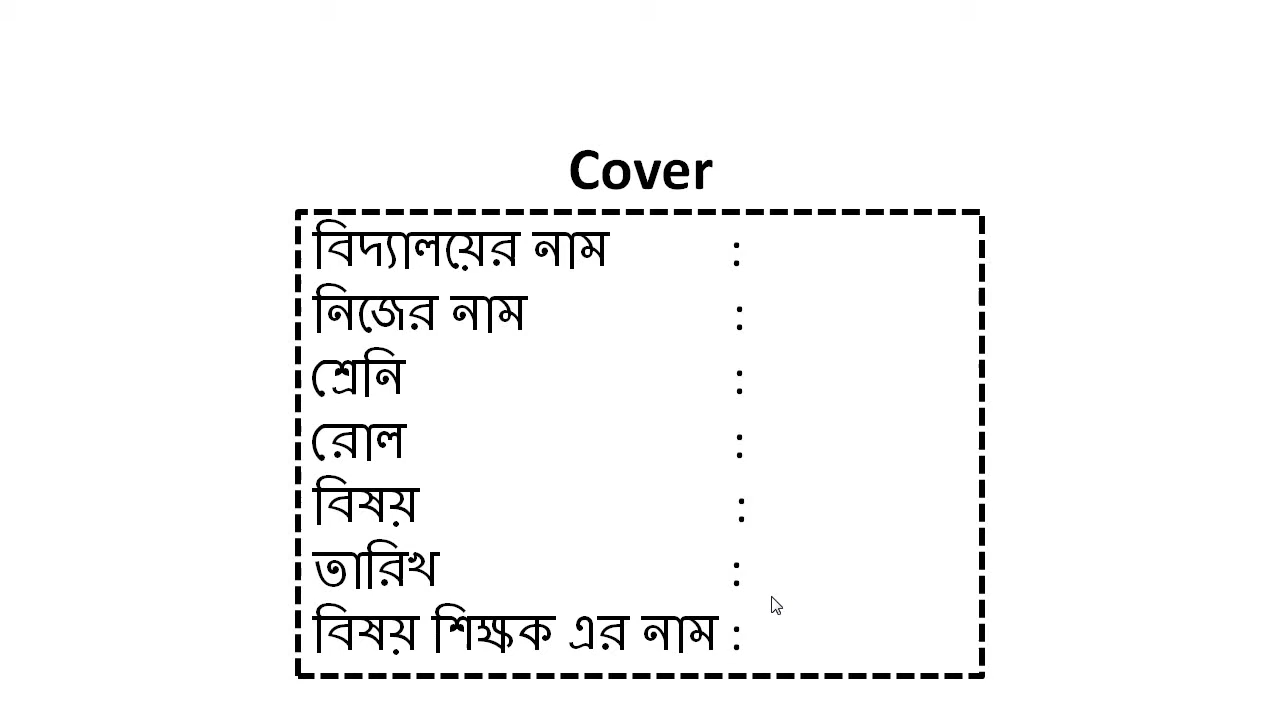 Cover
বিদ্যালয়ের নাম :
নিজের নাম :
শ্রেনি :
রোল :
বিষয় :
তারিখ :
বিষয় শিক্ষক এর নাম :